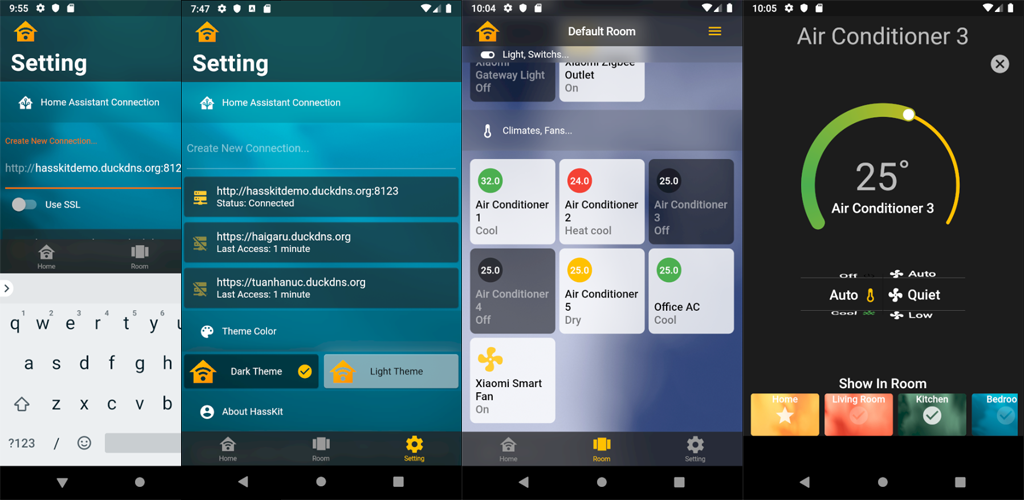 9:55
Setting
Home Assistant Connection
Create New Connection...
http://hasskitdemo.duckdns.org:812
Use SSL
Home
Room
q w e r t y u
1 2 3 4 5 6
a s d f g h
z x c v b
?123 /
7:47
Setting
Home Assistant Connection
Create New Connection...
http://hasskitdemo.duckdns.org:8123
Status: Connected
https://haigaru.duckdns.org
Last Access: 1 minute
https://tuanhanuc.duckdns.org
Last Access: 1 minute
Theme Color
Dark Theme
Light Theme
About HassKit
Home
Room
Setting
10:04
Default Room
Light, Switchs...
Xiaomi
Gateway Light
Off
Xiaomi Zigbee
Outlet
On
Climates, Fans...
32.0
Air Conditioner
1
Cool
24.0
Air Conditioner
2
Heat cool
25.0
Air Conditioner
3
Off
25.0
Air Conditioner
4
Off
25.0
Air Conditioner
5
Dry
25.0
Office AC
Cool
Xiaomi Smart
Fan
On
Home
Room
Setting
10:05
Air Conditioner 3
25°
Air Conditioner 3
Off
Auto
Auto
Quiet
Cool
Low
Show In Room
Home
Living Room
Kitchen
Bedroo